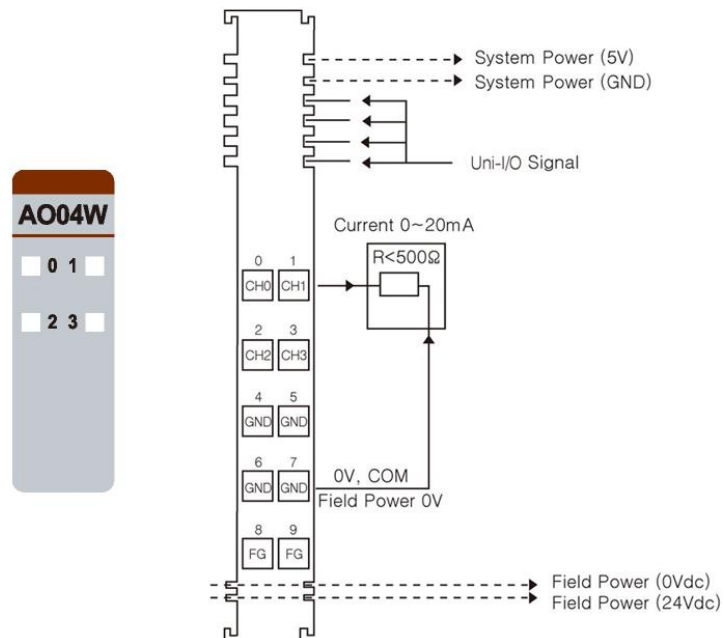 System Power (5V)
System Power (GND)
Uni-I/O Signal
AO04W
0 1
2 3
Current 0~20mA
R<500Ω
0 1
CH0 CH1
2 3
CH2 CH3
4 5
GND GND
6 7
GND GND
0V, COM
Field Power 0V
8 9
FG FG
Field Power (0Vdc)
Field Power (24Vdc)